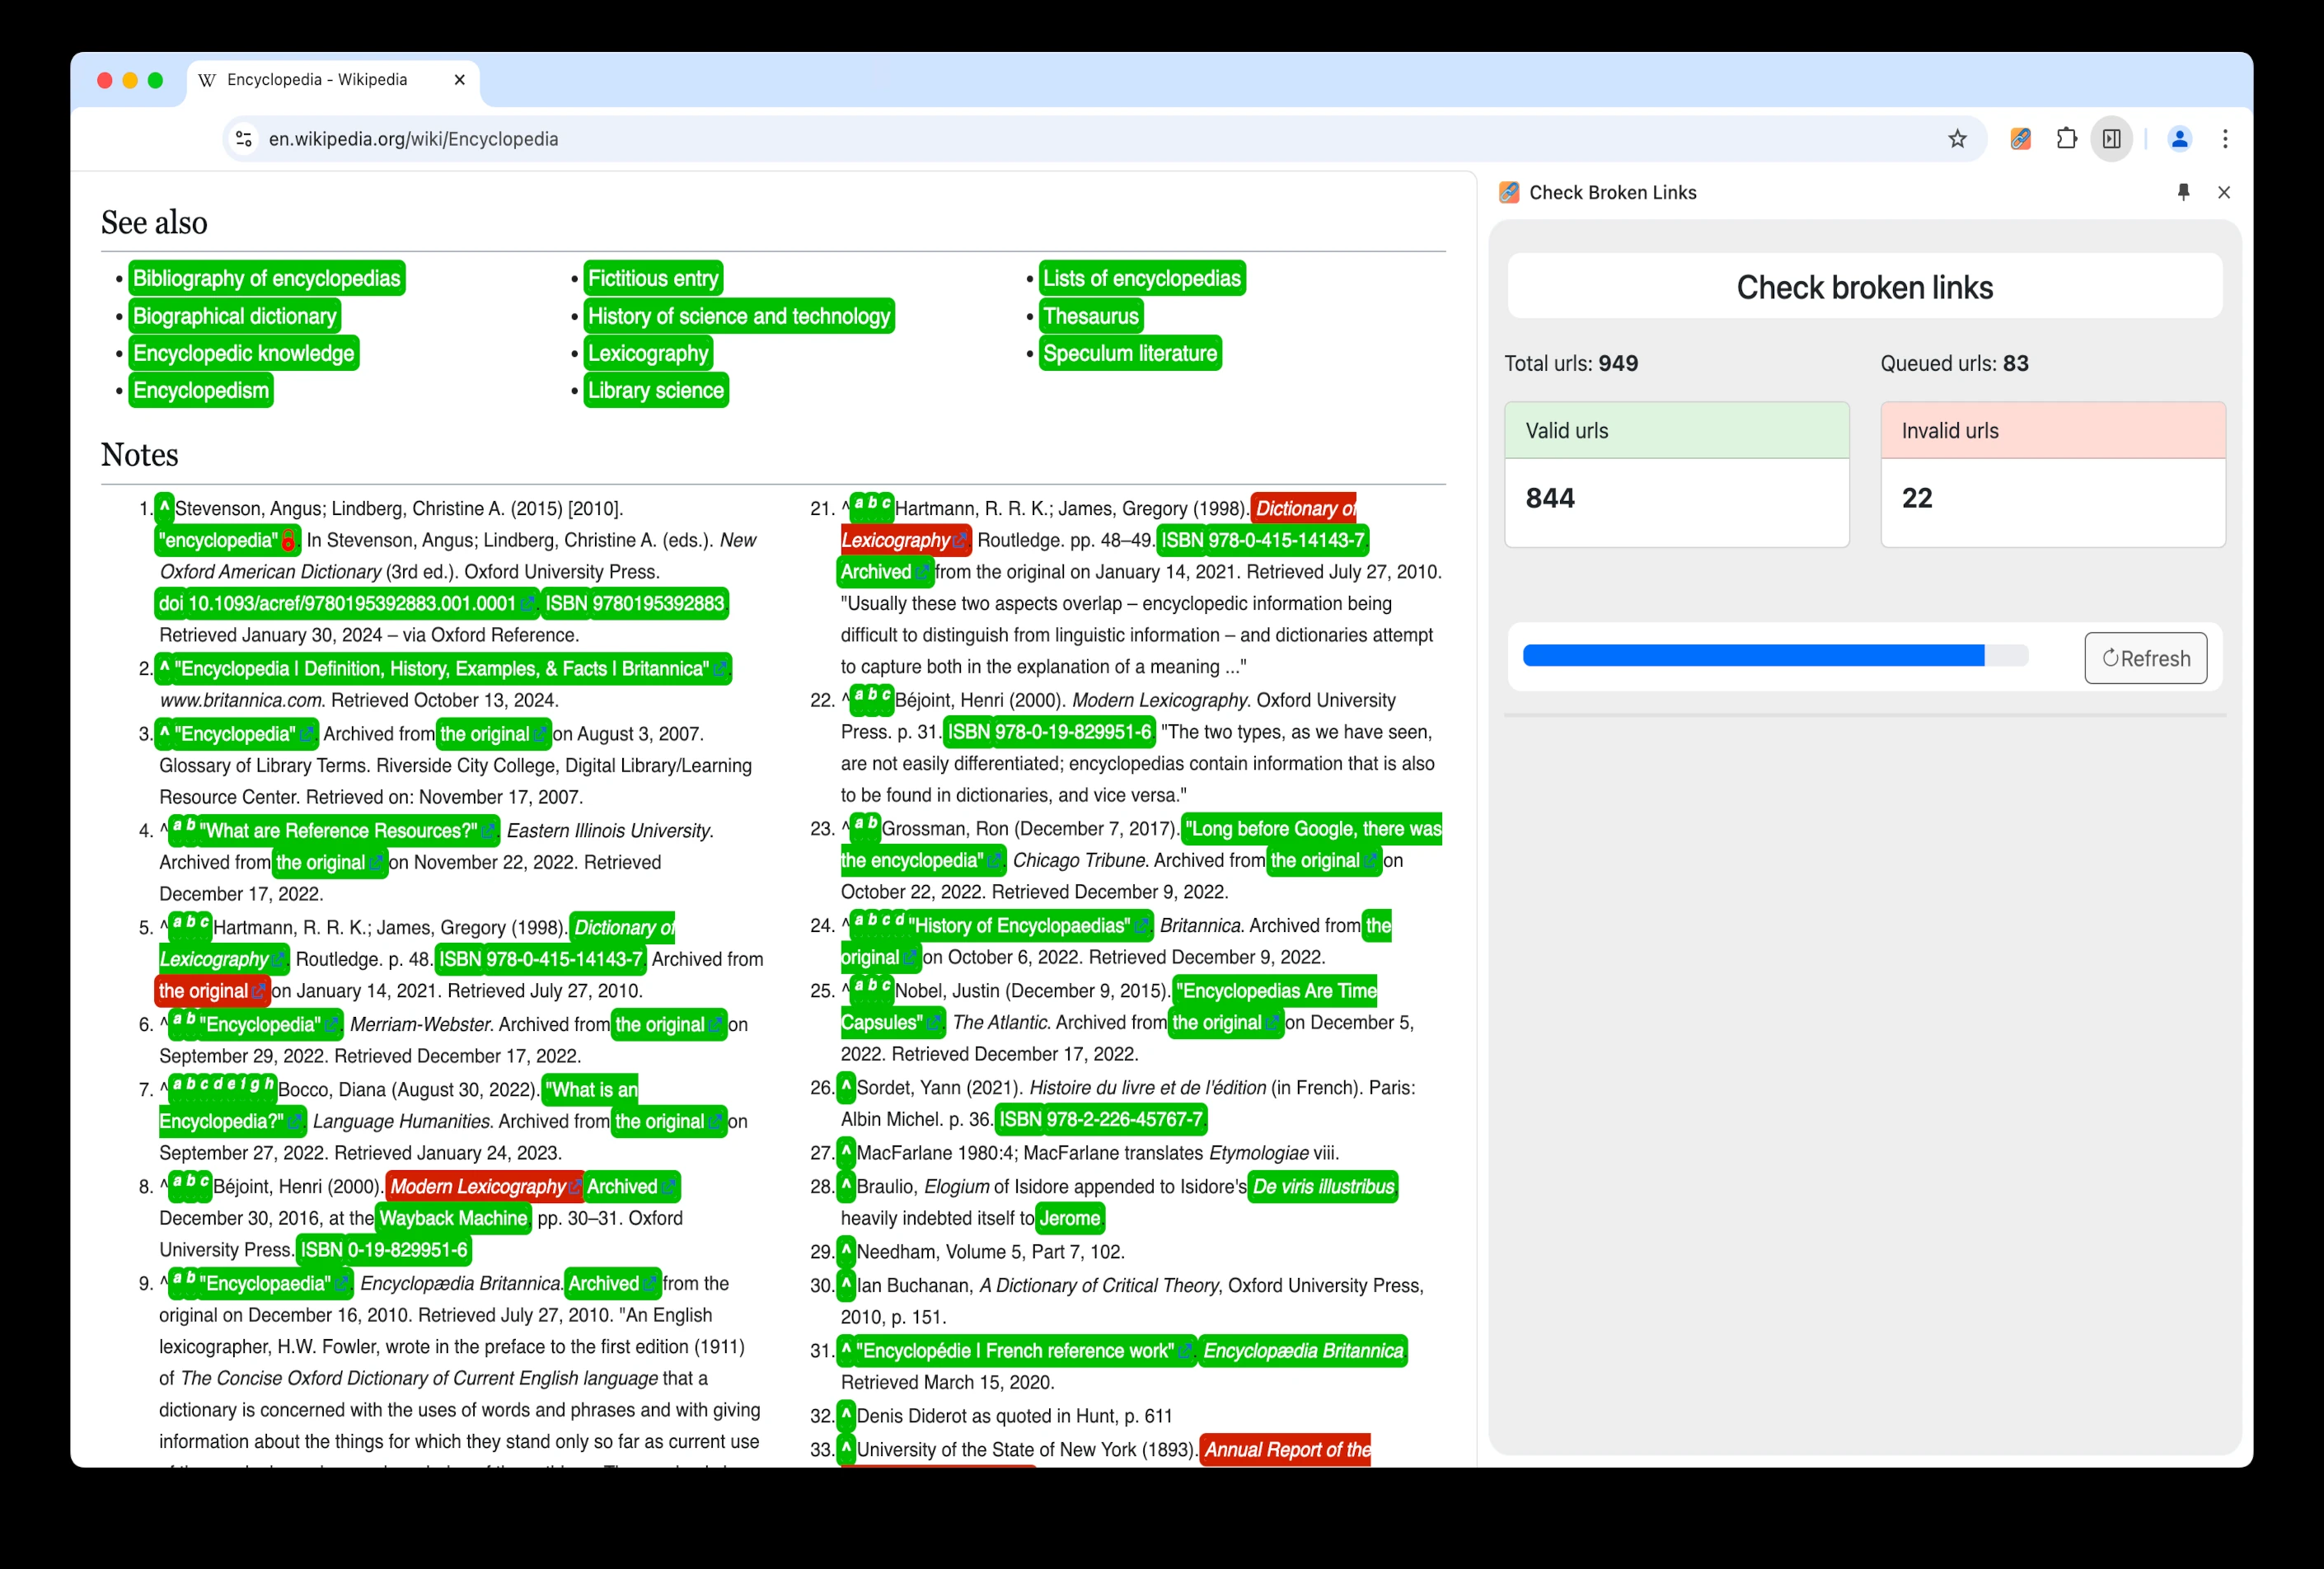 Encyclopedia - Wikipedia
en.wikipedia.org/wiki/Encyclopedia
See also
• Bibliography of encyclopedias
• Biographical dictionary
• Encyclopedic knowledge
• Encyclopedism
• Fictitious entry
• History of science and technology
• Lexicography
• Library science
• Lists of encyclopedias
• Thesaurus
• Speculum literature
Notes
1. ^ Stevenson, Angus; Lindberg, Christine A. (2015) [2010].
"encyclopedia". In Stevenson, Angus; Lindberg, Christine A. (eds.). New
Oxford American Dictionary (3rd ed.). Oxford University Press.
doi 10.1093/acref/9780195392883.001.0001. ISBN 9780195392883.
Retrieved January 30, 2024 – via Oxford Reference.
2. ^ "Encyclopedia | Definition, History, Examples, & Facts | Britannica".
www.britannica.com. Retrieved October 13, 2024.
3. ^ "Encyclopedia". Archived from the original on August 3, 2007.
Glossary of Library Terms. Riverside City College, Digital Library/Learning
Resource Center. Retrieved on: November 17, 2007.
4. ^ a b "What are Reference Resources?". Eastern Illinois University.
Archived from the original on November 22, 2022. Retrieved
December 17, 2022.
5. ^ a b c Hartmann, R. R. K.; James, Gregory (1998). Dictionary of
Lexicography. Routledge. p. 48. ISBN 978-0-415-14143-7. Archived from
the original on January 14, 2021. Retrieved July 27, 2010.
6. ^ a b "Encyclopedia". Merriam-Webster. Archived from the original on
September 29, 2022. Retrieved December 17, 2022.
7. ^ a b c d e f g h Bocco, Diana (August 30, 2022). "What is an
Encyclopedia?". Language Humanities. Archived from the original on
September 27, 2022. Retrieved January 24, 2023.
8. ^ a b c Béjoint, Henri (2000). Modern Lexicography Archived
December 30, 2016, at the Wayback Machine, pp. 30–31. Oxford
University Press. ISBN 0-19-829951-6
9. ^ a b "Encyclopaedia". Encyclopædia Britannica. Archived from the
original on December 16, 2010. Retrieved July 27, 2010. "An English
lexicographer, H.W. Fowler, wrote in the preface to the first edition (1911)
of The Concise Oxford Dictionary of Current English language that a
dictionary is concerned with the uses of words and phrases and with giving
information about the things for which they stand only so far as current use
21. ^ a b c Hartmann, R. R. K.; James, Gregory (1998). Dictionary of
Lexicography. Routledge. pp. 48–49. ISBN 978-0-415-14143-7.
Archived from the original on January 14, 2021. Retrieved July 27, 2010.
"Usually these two aspects overlap – encyclopedic information being
difficult to distinguish from linguistic information – and dictionaries attempt
to capture both in the explanation of a meaning ..."
22. ^ a b c Béjoint, Henri (2000). Modern Lexicography. Oxford University
Press. p. 31. ISBN 978-0-19-829951-6. "The two types, as we have seen,
are not easily differentiated; encyclopedias contain information that is also
to be found in dictionaries, and vice versa."
23. ^ a b Grossman, Ron (December 7, 2017). "Long before Google, there was
the encyclopedia". Chicago Tribune. Archived from the original on
October 22, 2022. Retrieved December 9, 2022.
24. ^ a b c d "History of Encyclopaedias". Britannica. Archived from the
original on October 6, 2022. Retrieved December 9, 2022.
25. ^ a b c Nobel, Justin (December 9, 2015). "Encyclopedias Are Time
Capsules". The Atlantic. Archived from the original on December 5,
2022. Retrieved December 17, 2022.
26. ^ Sordet, Yann (2021). Histoire du livre et de l'édition (in French). Paris:
Albin Michel. p. 36. ISBN 978-2-226-45767-7.
27. ^ MacFarlane 1980:4; MacFarlane translates Etymologiae viii.
28. ^ Braulio, Elogium of Isidore appended to Isidore's De viris illustribus
heavily indebted itself to Jerome.
29. ^ Needham, Volume 5, Part 7, 102.
30. ^ Ian Buchanan, A Dictionary of Critical Theory, Oxford University Press,
2010, p. 151.
31. ^ "Encyclopédie | French reference work". Encyclopædia Britannica.
Retrieved March 15, 2020.
32. ^ Denis Diderot as quoted in Hunt, p. 611
33. ^ University of the State of New York (1893). Annual Report of the
Check Broken Links
Check broken links
Total urls: 949
Queued urls: 83
Valid urls
844
Invalid urls
22
Refresh